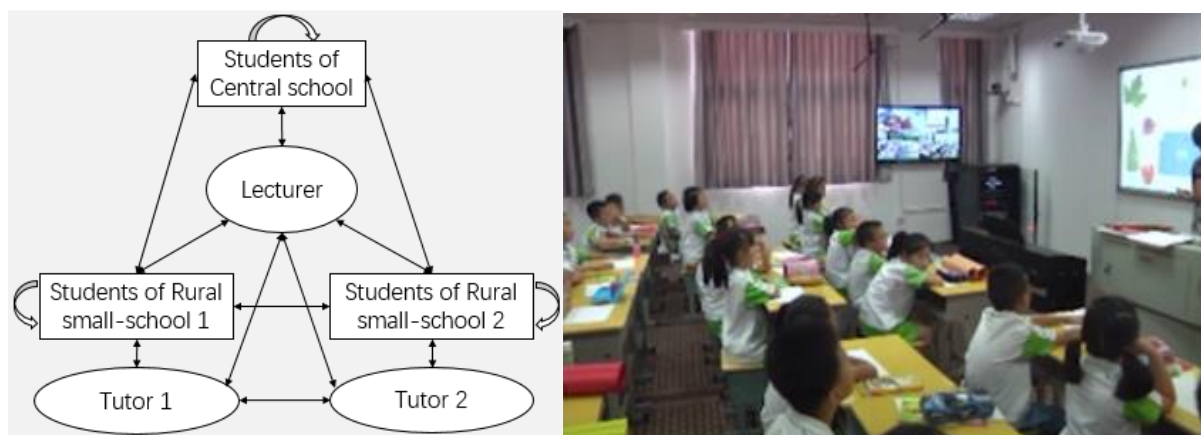 Students of
Central school
Lecturer
Students of Rural
small-school 1
Students of Rural
small-school 2
Tutor 1
Tutor 2